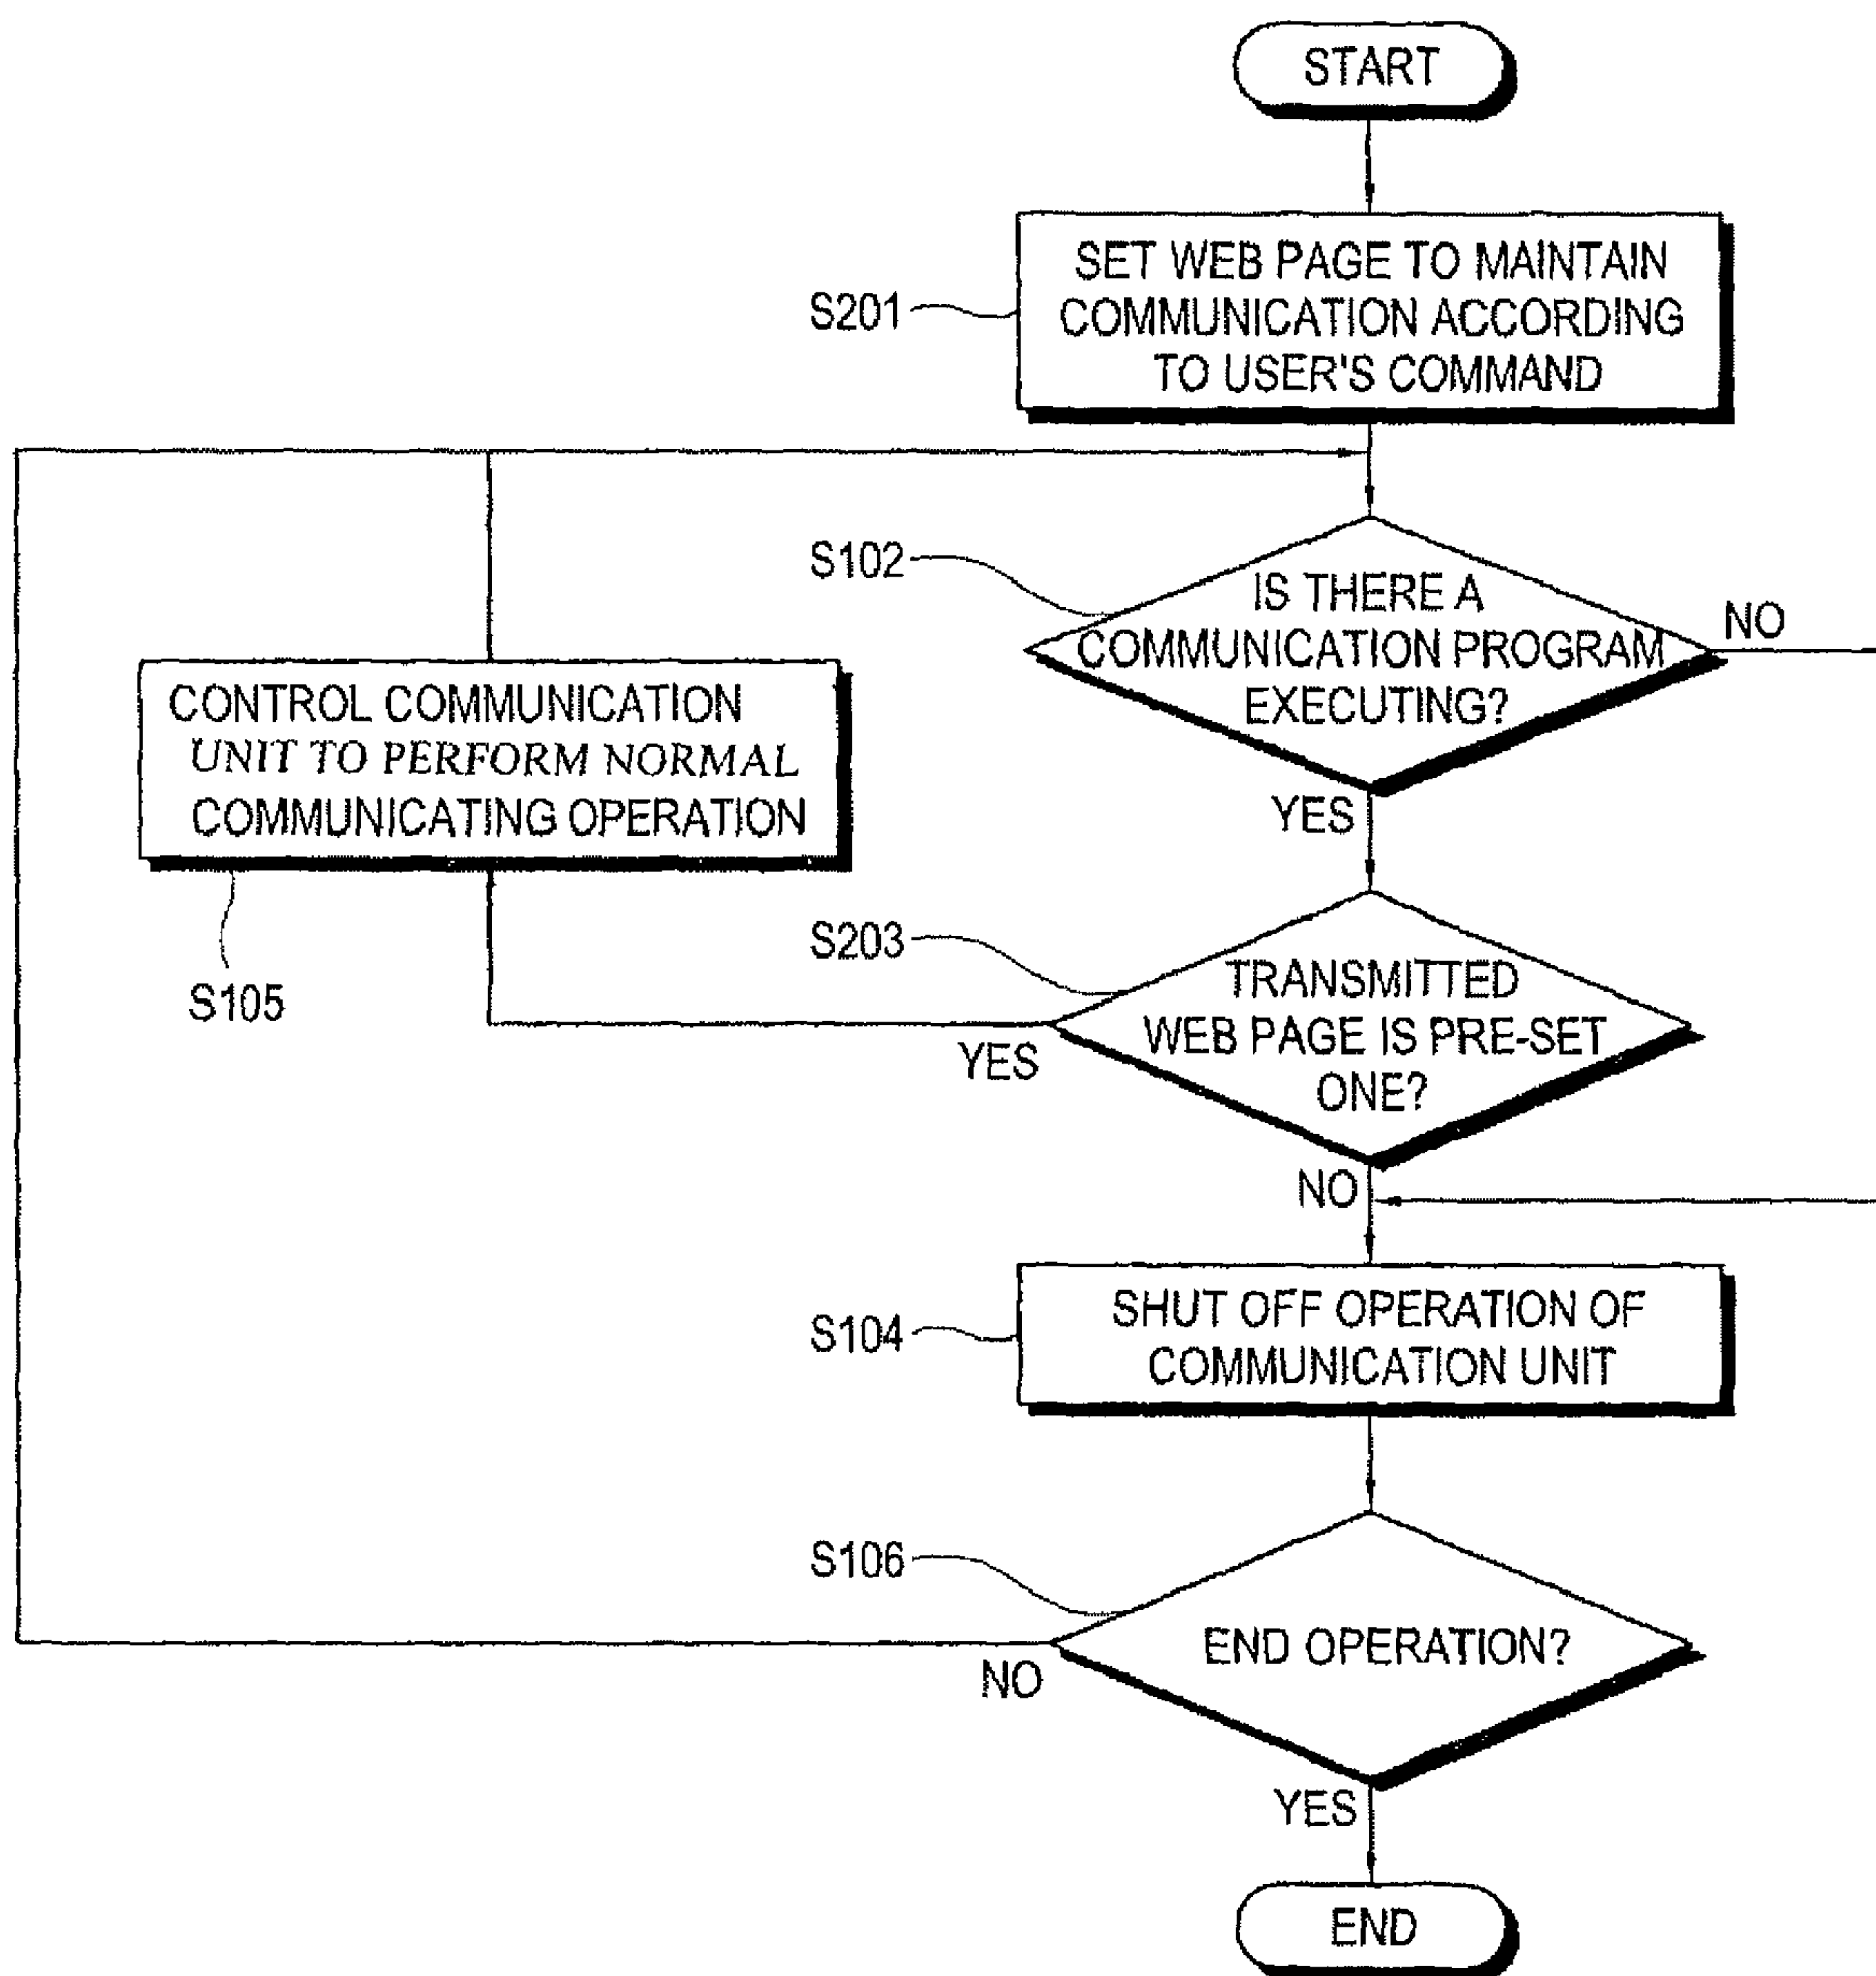 START
SET WEB PAGE TO MAINTAIN
COMMUNICATION ACCORDING
TO USER'S COMMAND
S201
S102
IS THERE A
COMMUNICATION PROGRAM
EXECUTING?
NO
YES
CONTROL COMMUNICATION
UNIT TO PERFORM NORMAL
COMMUNICATING OPERATION
S105
S203
TRANSMITTED
WEB PAGE IS PRE-SET
ONE?
YES
NO
S104
SHUT OFF OPERATION OF
COMMUNICATION UNIT
S106
END OPERATION?
NO
YES
END